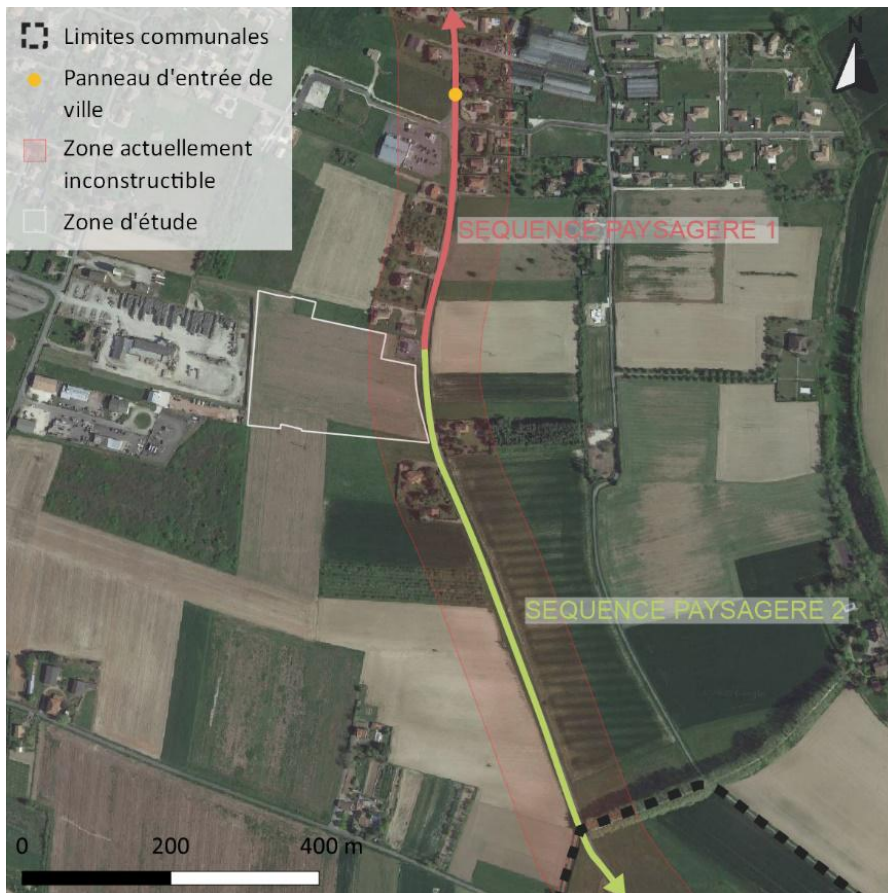 Limites communales
Panneau d'entrée de
ville
Zone actuellement
inconstructible
Zone d'étude
N
SEQUENCE PAYSAGERE 1
SEQUENCE PAYSAGERE 2
0 200 400 m